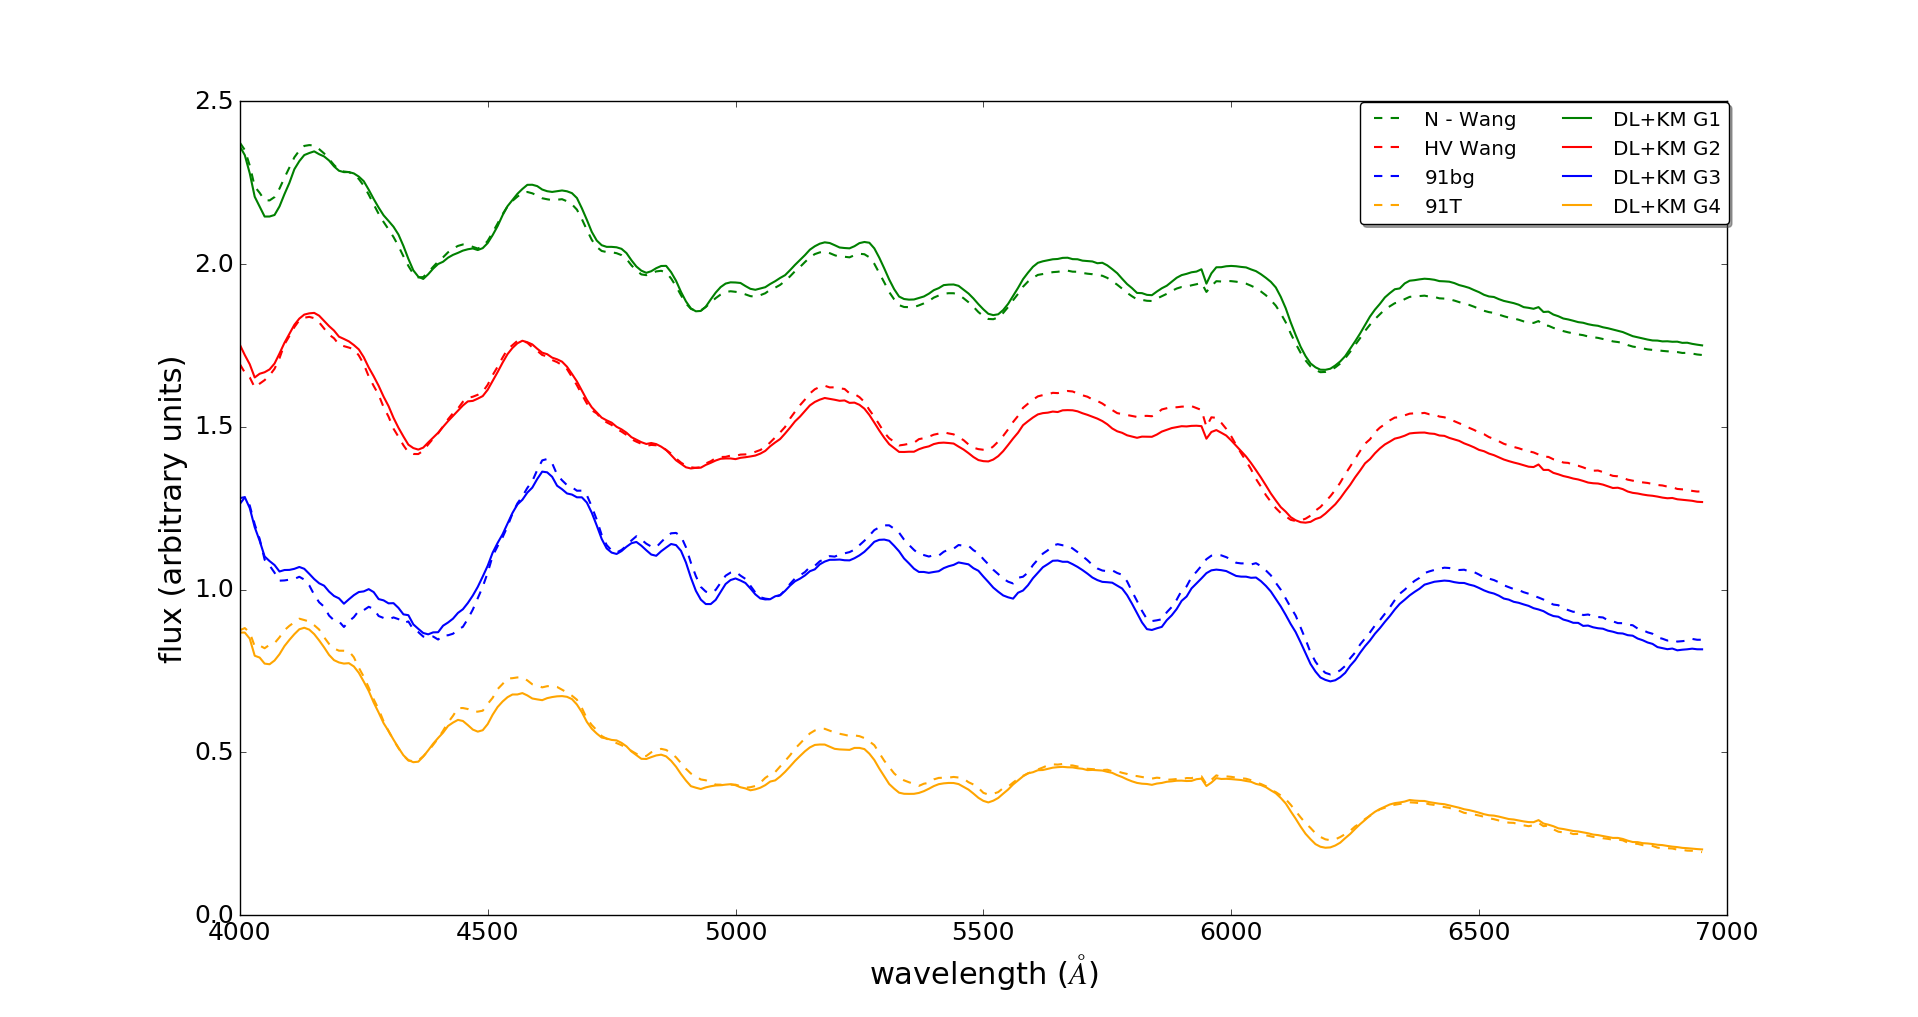 2.5
2.0
1.5
1.0
0.5
0.0
flux (arbitrary units)
N - Wang
HV Wang
91bg
91T
DL+KM G1
DL+KM G2
DL+KM G3
DL+KM G4
4000 4500 5000 5500 6000 6500 7000
wavelength (Å)